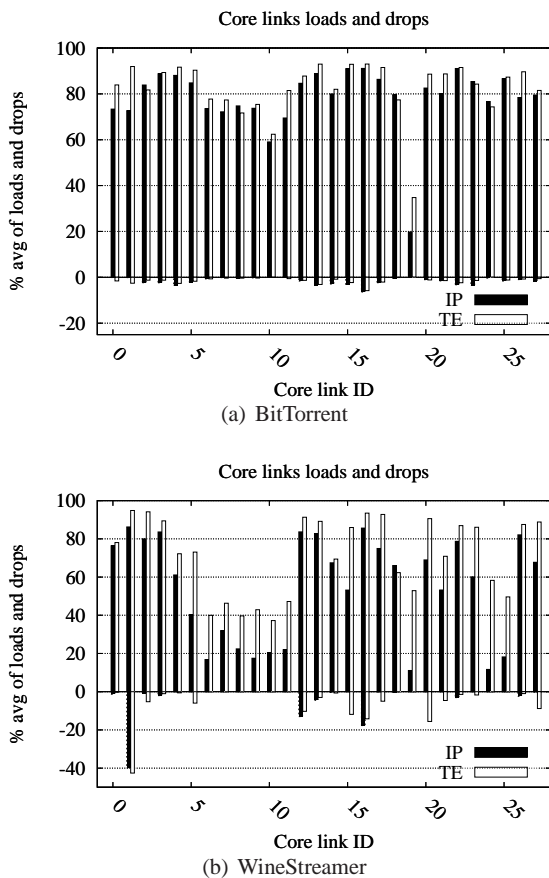 Core links loads and drops
% avg of loads and drops
100
80
60
40
20
0
-20
IP
TE
0
5
10
15
20
25
Core link ID
(a) BitTorrent
Core links loads and drops
% avg of loads and drops
100
80
60
40
20
0
-20
-40
IP
TE
0
5
10
15
20
25
Core link ID
(b) WineStreamer